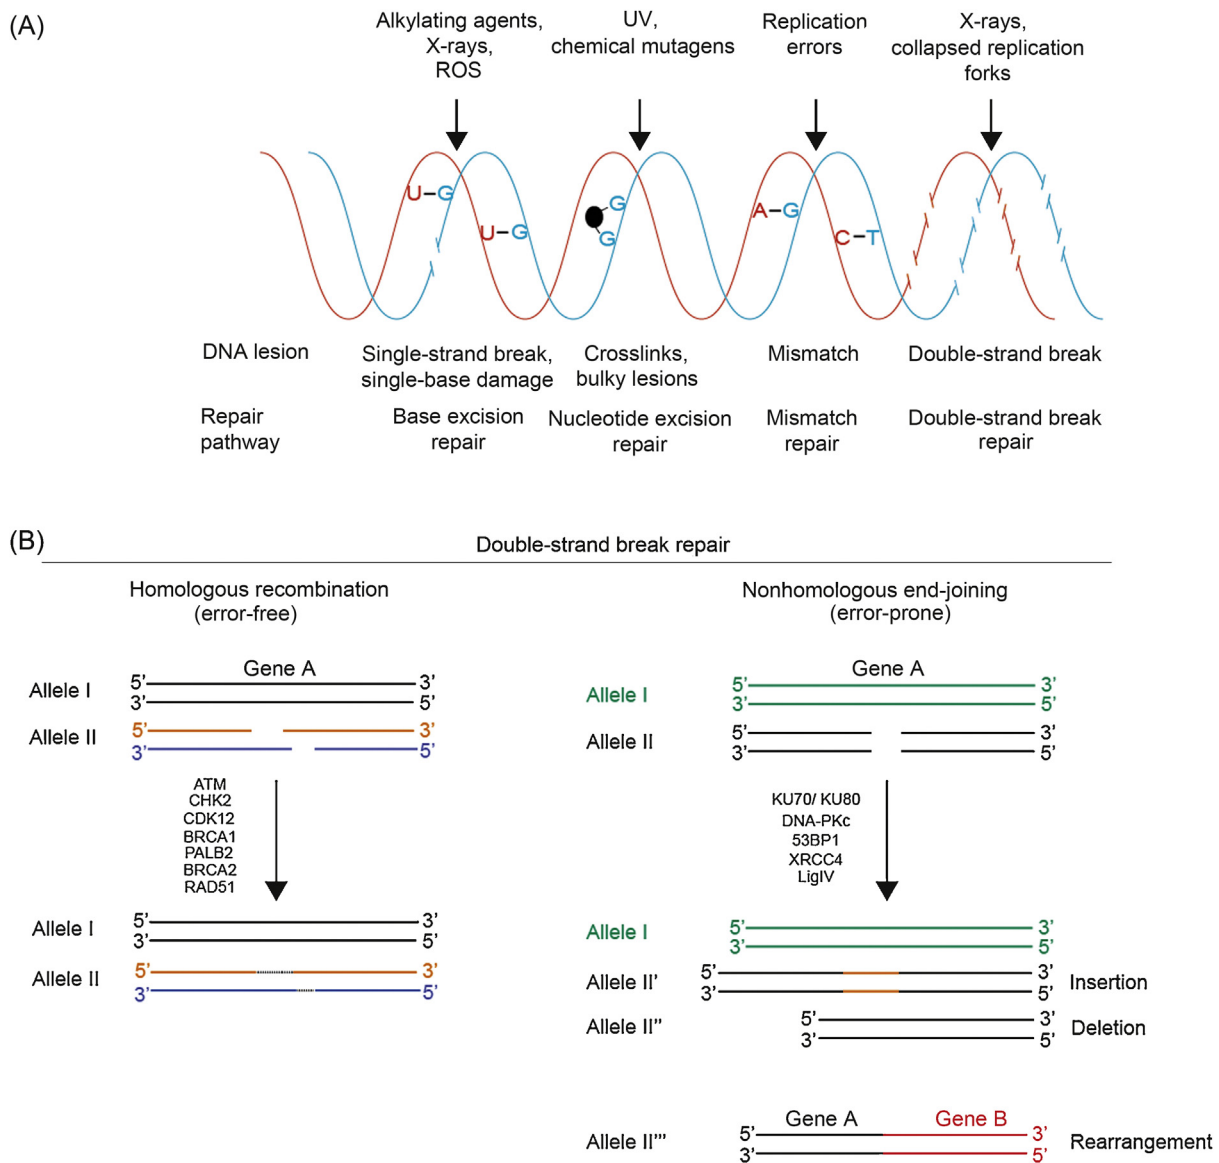 (A)
Alkylating agents,
X-rays,
ROS
UV,
chemical mutagens
Replication
errors
X-rays,
collapsed replication
forks
U-G
U-G
G
G
A-G
C-T
DNA lesion
Single-strand break,
single-base damage
Crosslinks,
bulky lesions
Mismatch
Double-strand break
Repair
pathway
Base excision
repair
Nucleotide excision
repair
Mismatch
repair
Double-strand break
repair
(B)
Double-strand break repair
Homologous recombination
(error-free)
Gene A
Allele I
5’ 3’
3’ 5’
Allele II
5’ 3’
3’ 5’
ATM
CHK2
CDK12
BRCA1
PALB2
BRCA2
RAD51
Allele I
5’ 3’
3’ 5’
Allele II
5’ 3’
3’ 5’
Nonhomologous end-joining
(error-prone)
Gene A
Allele I
5’ 3’
3’ 5’
Allele II
5’ 3’
3’ 5’
KU70/ KU80
DNA-PKc
53BP1
XRCC4
LigIV
Allele I
5’ 3’
3’ 5’
Allele II’
5’ 3’
3’ 5’
Insertion
Allele II’’
5’ 3’
3’ 5’
Deletion
Gene A Gene B
Allele II’’’
5’ 3’
3’ 5’
Rearrangement